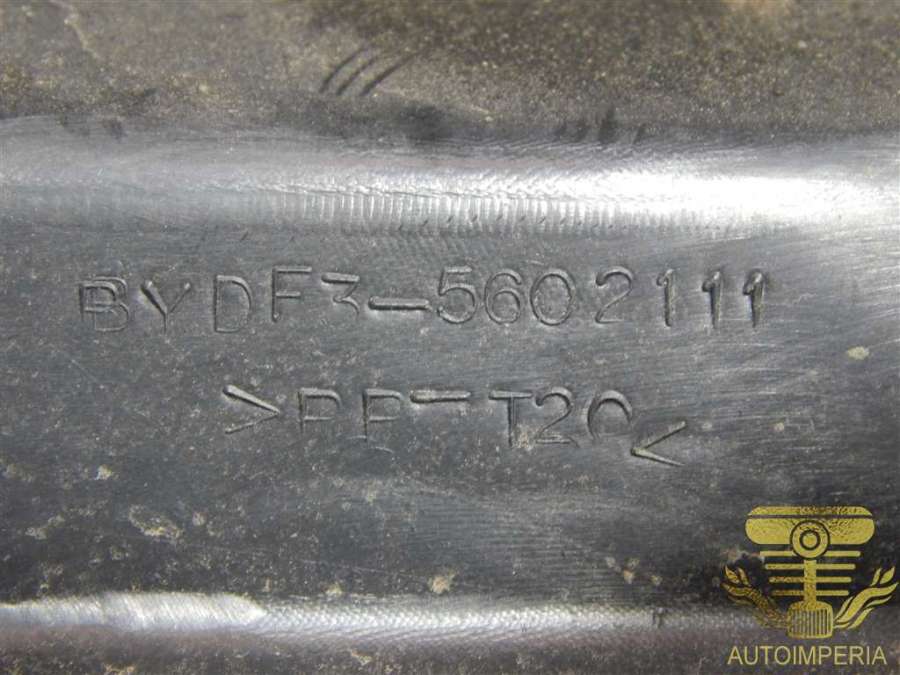 BYDF3-5602111
>PP-T20<
AUTOIMPERIA